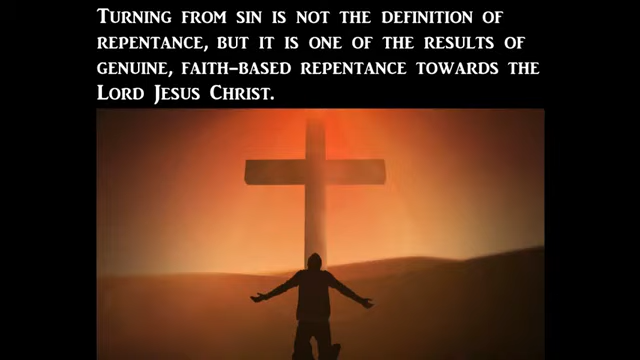 Turning from sin is not the definition of
repentance, but it is one of the results of
genuine, faith-based repentance towards the
Lord Jesus Christ.